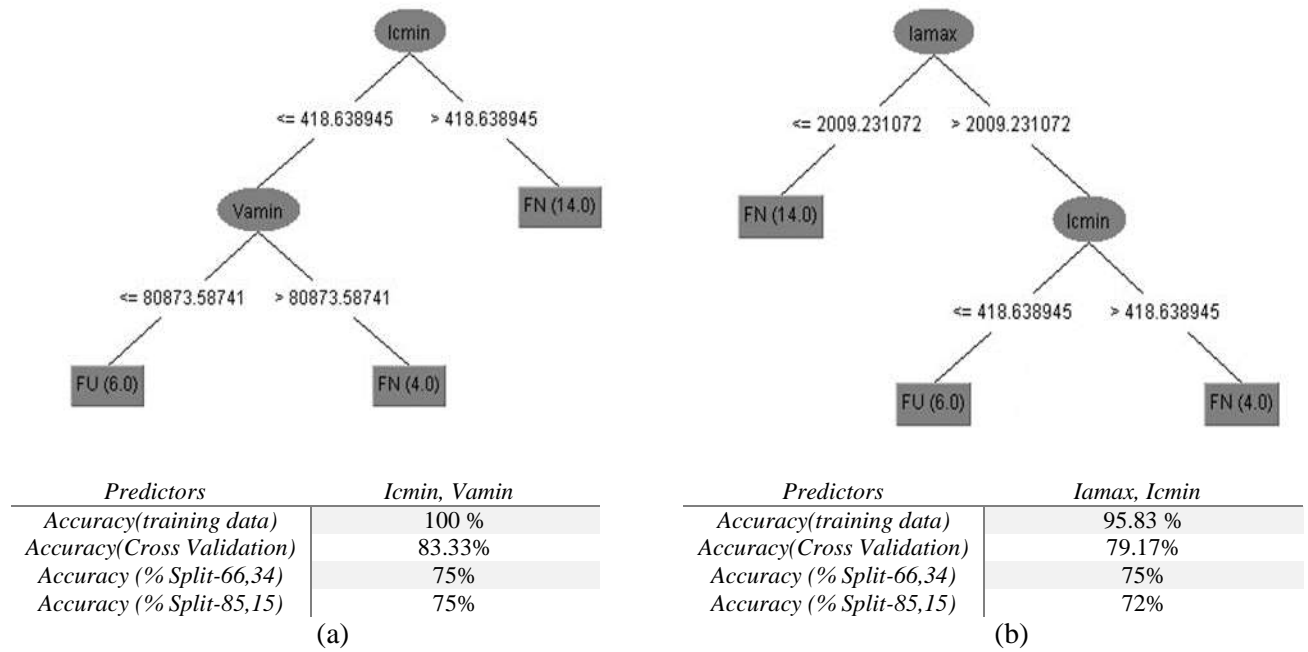 Icmin
<= 418.638945 > 418.638945
Vamin
FN (14.0)
<= 80873.58741 > 80873.58741
FU (6.0)
FN (4.0)
Predictors Icmin, Vamin
Accuracy(training data) 100 %
Accuracy(Cross Validation) 83.33%
Accuracy (% Split-66,34) 75%
Accuracy (% Split-85,15) 75%
(a)
Iamax
<= 2009.231072 > 2009.231072
FN (14.0)
Icmin
<= 418.638945 > 418.638945
FU (6.0)
FN (4.0)
Predictors Iamax, Icmin
Accuracy(training data) 95.83 %
Accuracy(Cross Validation) 79.17%
Accuracy (% Split-66,34) 75%
Accuracy (% Split-85,15) 72%
(b)